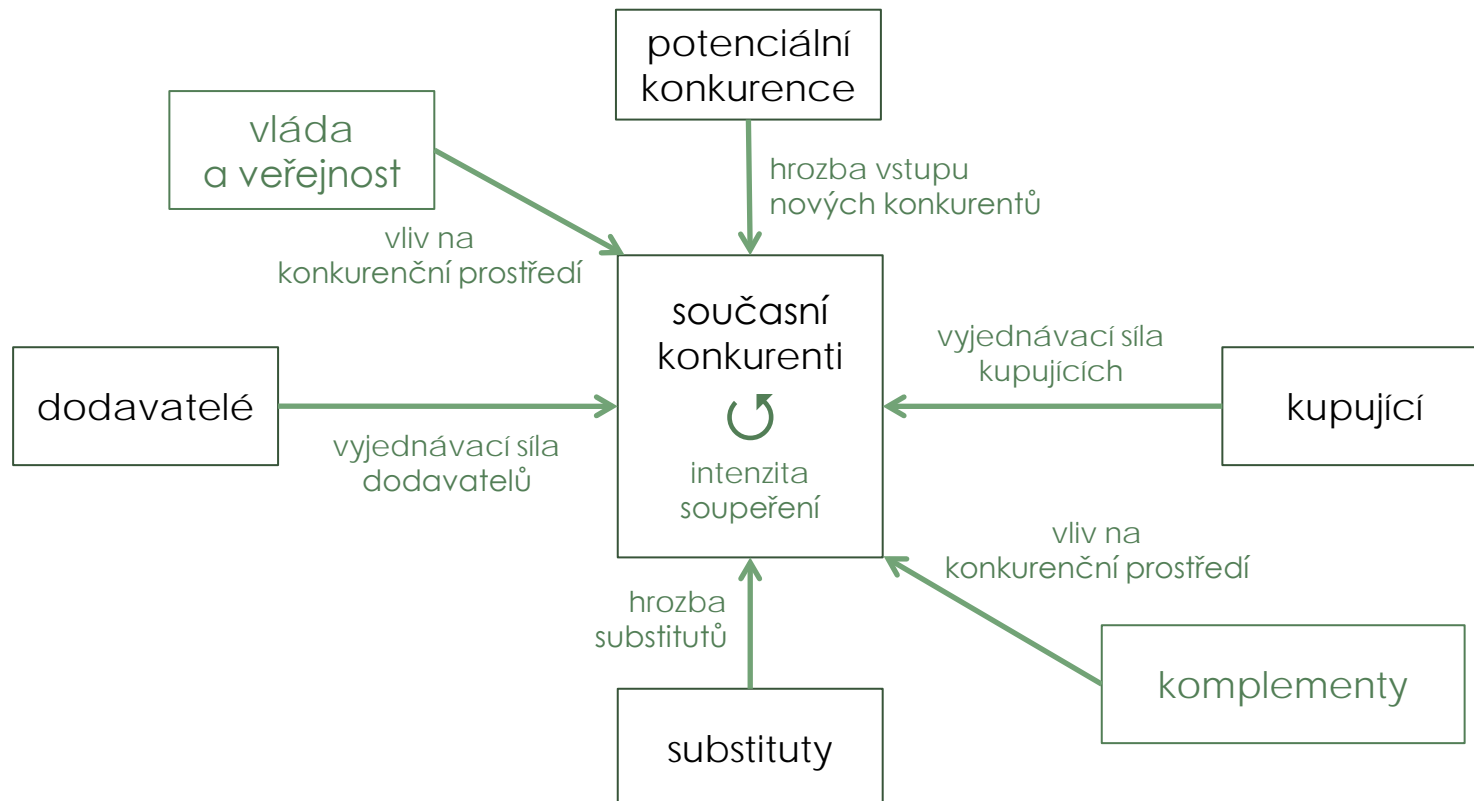 potenciální
konkurence
vláda
a veřejnost
hrozba vstupu
nových konkurentů
vliv na
konkurenční prostředí
současní
konkurenti
intenzita
soupeření
dodavatelé
vyjednávací síla
dodavatelů
vyjednávací síla
kupujících
kupující
vliv na
konkurenční prostředí
hrozba
substitutů
komplementy
substituty